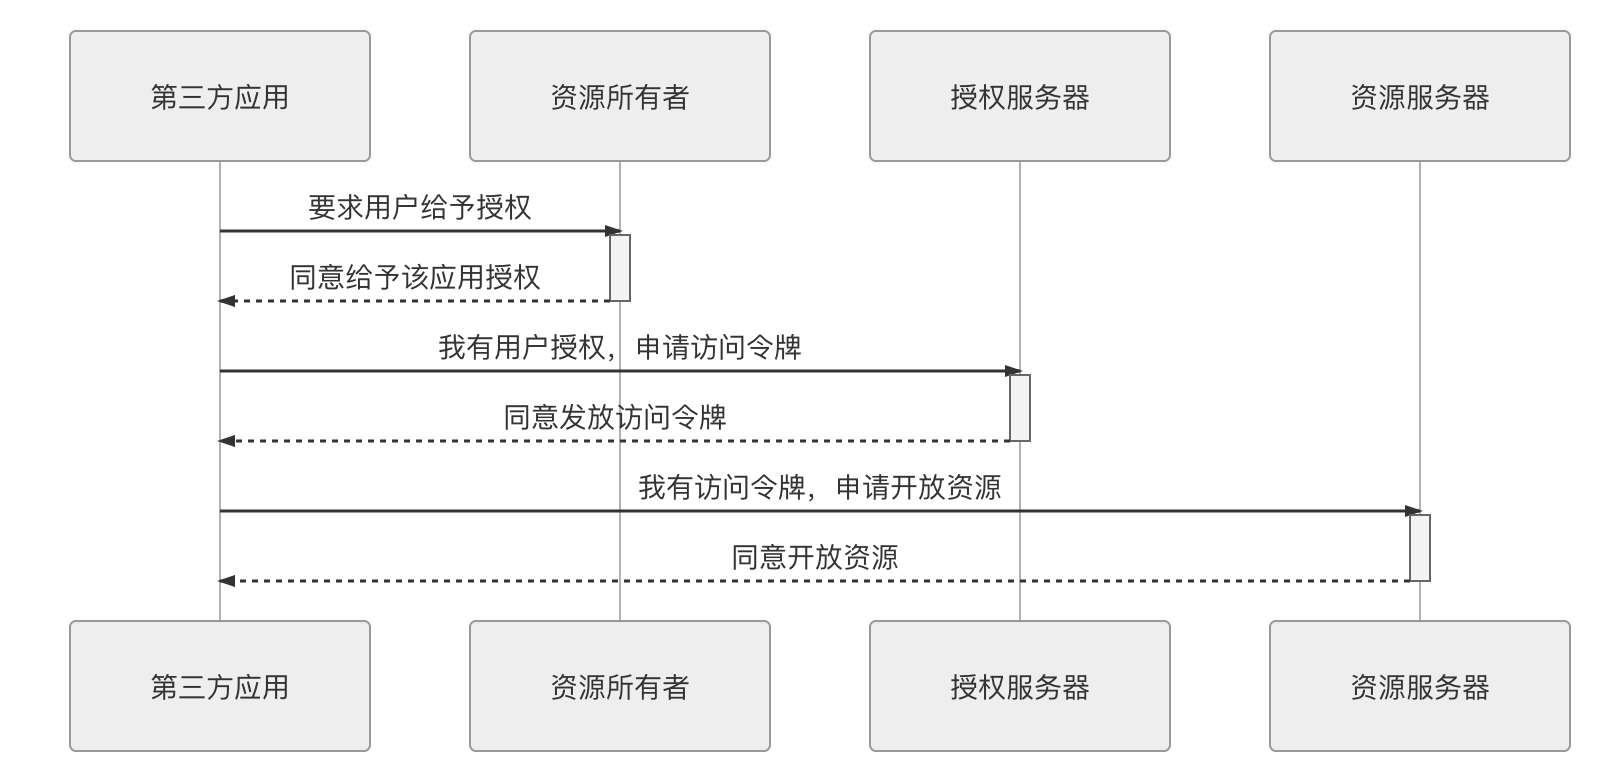 第三方应用
资源所有者
授权服务器
资源服务器
要求用户给予授权
同意给予该应用授权
我有用户授权，申请访问令牌
同意发放访问令牌
我有访问令牌，申请开放资源
同意开放资源
第三方应用
资源所有者
授权服务器
资源服务器